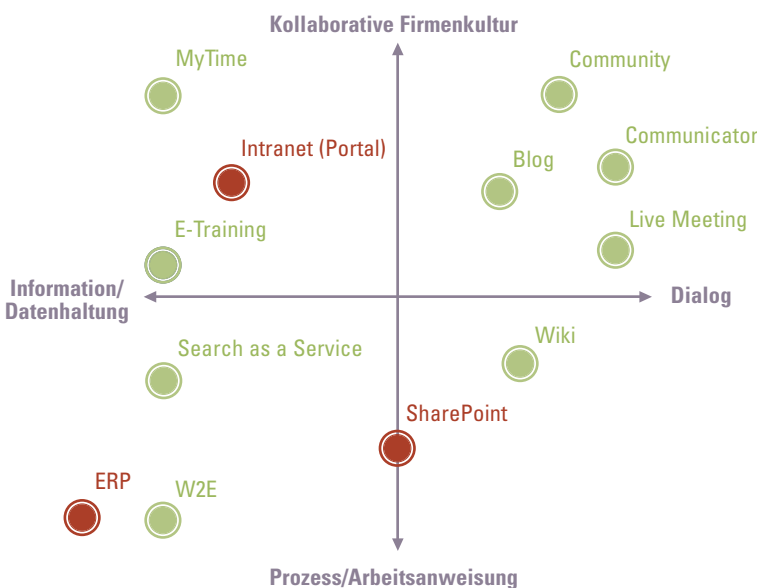 Kollaborative Firmenkultur
MyTime
Community
Communicator
Intranet (Portal)
Blog
E-Training
Live Meeting
Information/
Datenhaltung
Dialog
Search as a Service
Wiki
SharePoint
ERP
W2E
Prozess/Arbeitsanweisung